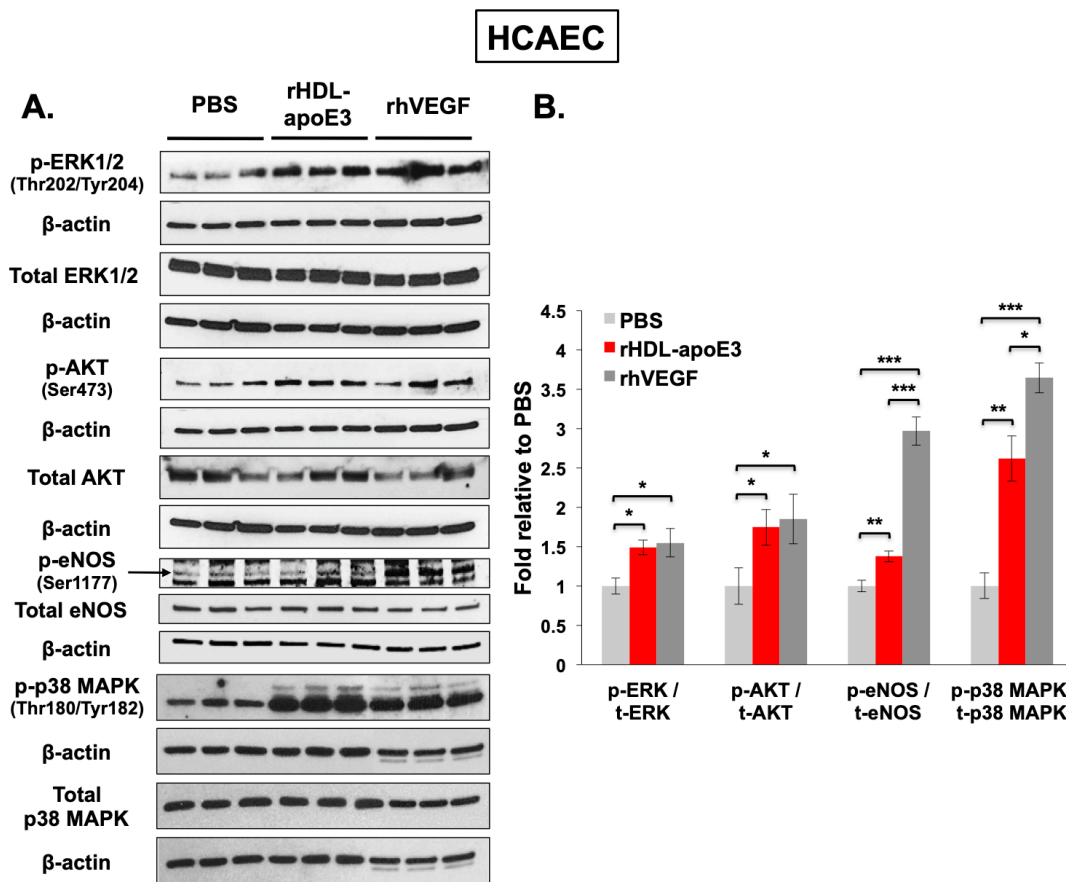 HCAEC
A.
PBS
rHDL-
apoE3
rhVEGF
p-ERK1/2
(Thr202/Tyr204)
β-actin
Total ERK1/2
β-actin
p-AKT
(Ser473)
β-actin
Total AKT
β-actin
p-eNOS
(Ser1177)
Total eNOS
β-actin
p-p38 MAPK
(Thr180/Tyr182)
β-actin
Total
p38 MAPK
β-actin
B.
Fold relative to PBS
4.5
4
3.5
3
2.5
2
1.5
1
0.5
0
PBS
rHDL-apoE3
rhVEGF
*
*
*
*
***
***
**
***
*
**
p-ERK /
t-ERK
p-AKT /
t-AKT
p-eNOS /
t-eNOS
p-p38 MAPK
t-p38 MAPK